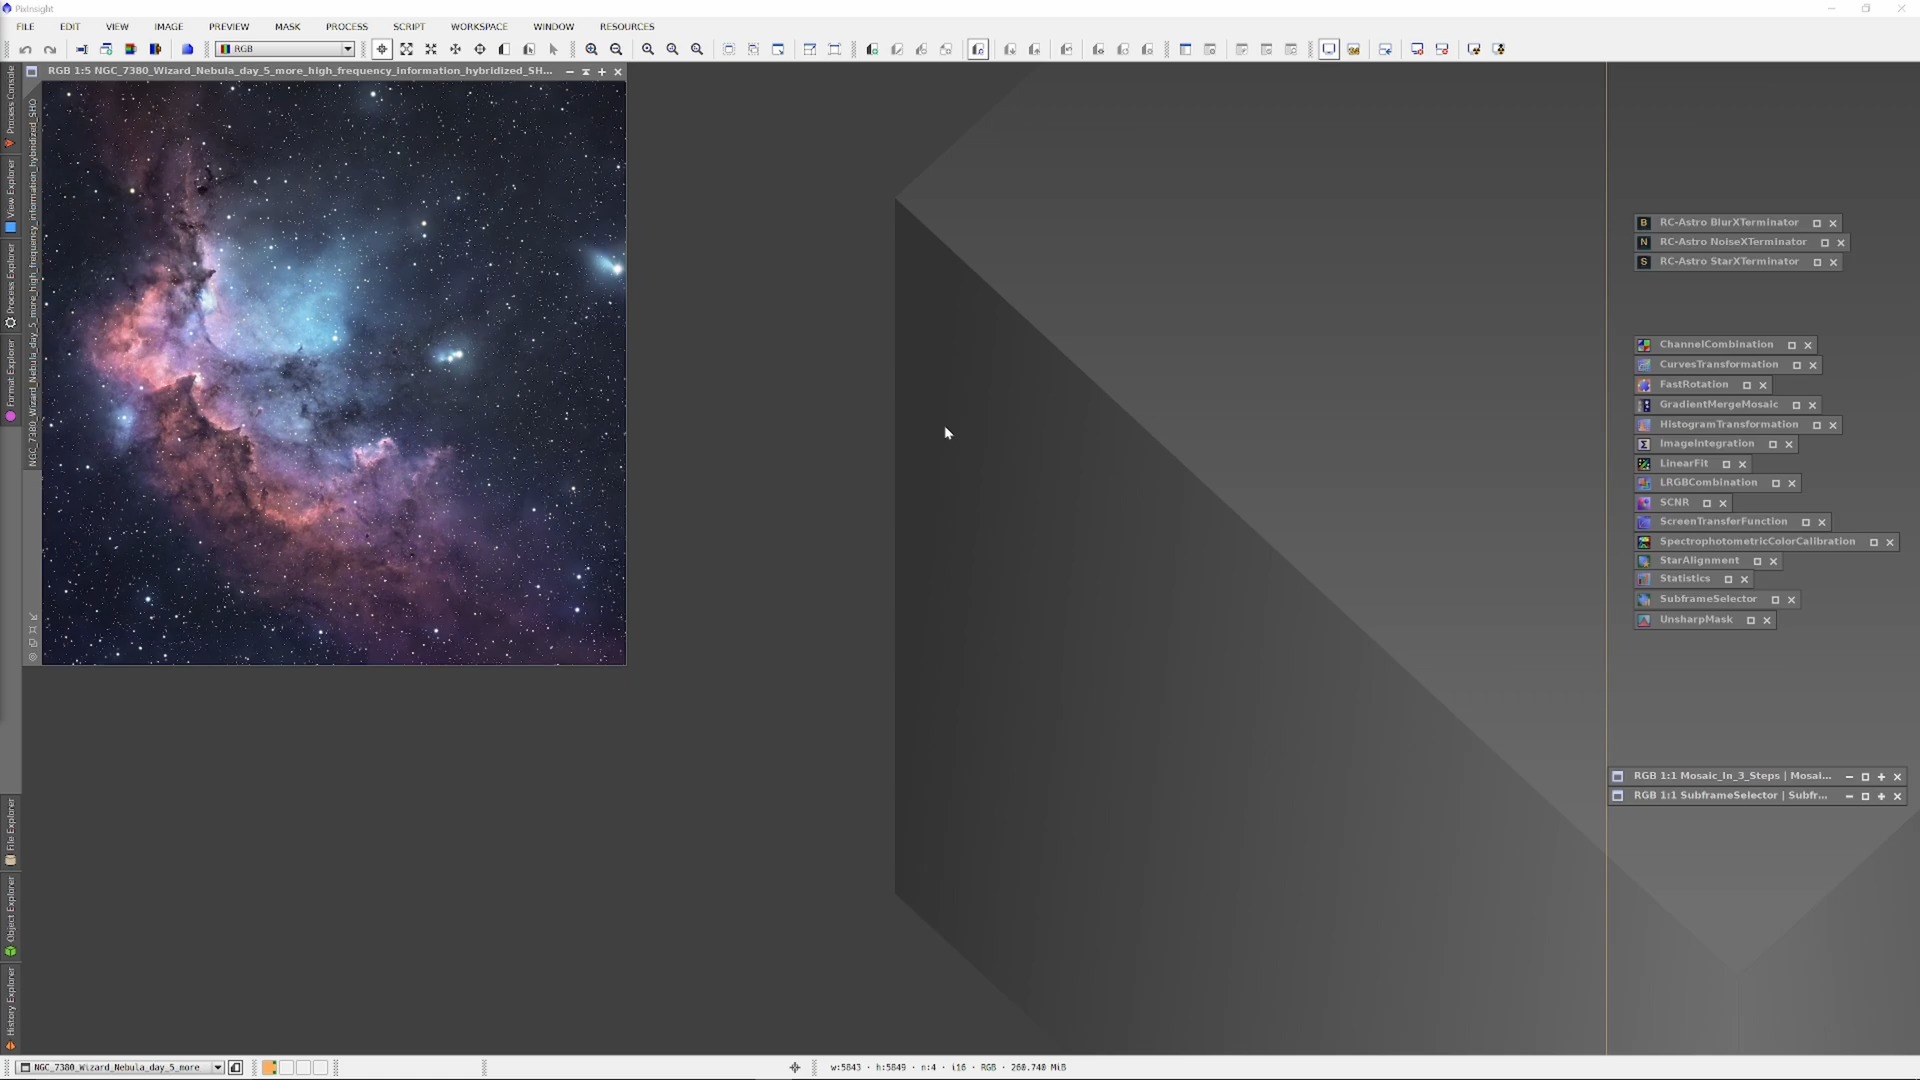 PixInsight
FILE EDIT VIEW IMAGE PREVIEW MASK PROCESS SCRIPT WORKSPACE WINDOW RESOURCES
RGB
RGB 1:5 NGC_7380_Wizard_Nebula_day_5_more_high_frequency_information_hybridized_SH...
NGC_7380_Wizard_Nebula_day_5_more_high_frequency_information_hybridized_SHO
Process Console
View Explorer
Process Explorer
Format Explorer
File Explorer
Object Explorer
History Explorer
B RC-Astro BlurXTerminator
N RC-Astro NoiseXTerminator
S RC-Astro StarXTerminator
ChannelCombination
CurvesTransformation
FastRotation
GradientMergeMosaic
HistogramTransformation
Σ ImageIntegration
LinearFit
LRGBCombination
SCNR
ScreenTransferFunction
SpectrophotometricColorCalibration
StarAlignment
Statistics
SubframeSelector
UnsharpMask
RGB 1:1 Mosaic_In_3_Steps | Mosai...
RGB 1:1 SubframeSelector | Subfr...
NGC_7380_Wizard_Nebula_day_5_more
w:5843 · h:5849 · n:4 · i16 · RGB · 260.740 MiB